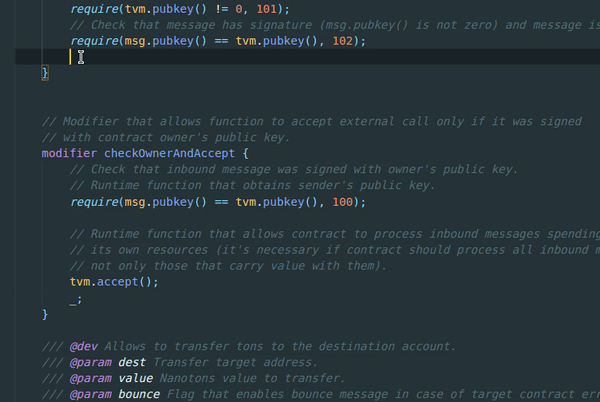 require(tvm.pubkey() != 0, 101);
// Check that message has signature (msg.pubkey() is not zero) and message is
require(msg.pubkey() == tvm.pubkey(), 102);
}
// Modifier that allows function to accept external call only if it was signed
// with contract owner's public key.
modifier checkOwnerAndAccept {
// Check that inbound message was signed with owner's public key.
// Runtime function that obtains sender's public key.
require(msg.pubkey() == tvm.pubkey(), 100);
// Runtime function that allows contract to process inbound messages spending
// its own resources (it's necessary if contract should process all inbound m
// not only those that carry value with them).
tvm.accept();
_;
}
/// @dev Allows to transfer tons to the destination account.
/// @param dest Transfer target address.
/// @param value Nanotons value to transfer.
/// @param bounce Flag that enables bounce message in case of target contract err